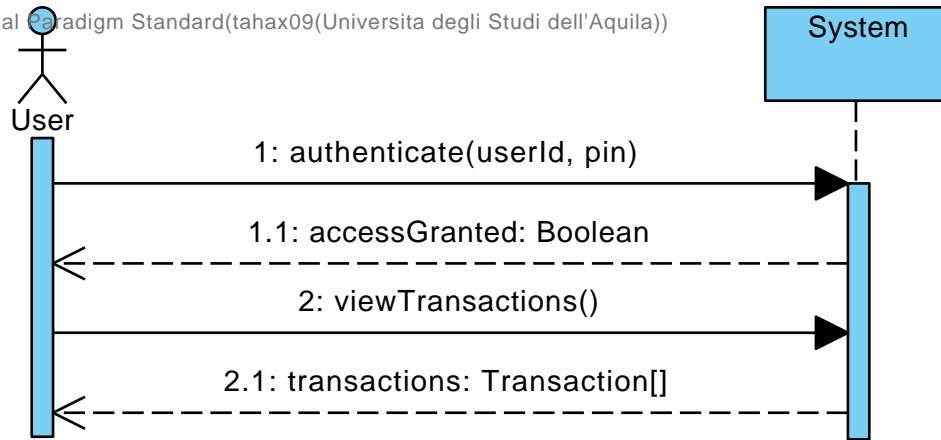 al Paradigm Standard(tahax09(Universita degli Studi dell'Aquila))
System
User
1: authenticate(userId, pin)
1.1: accessGranted: Boolean
2: viewTransactions()
2.1: transactions: Transaction[]